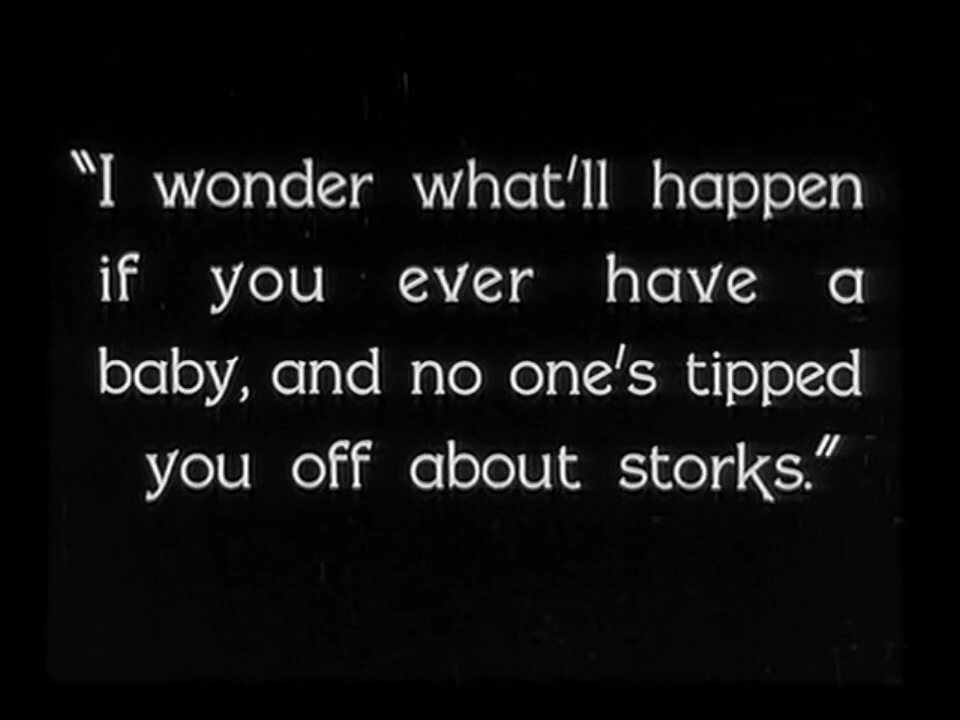 "I wonder what'll happen
if you ever have a
baby, and no one's tipped
you off about storks."